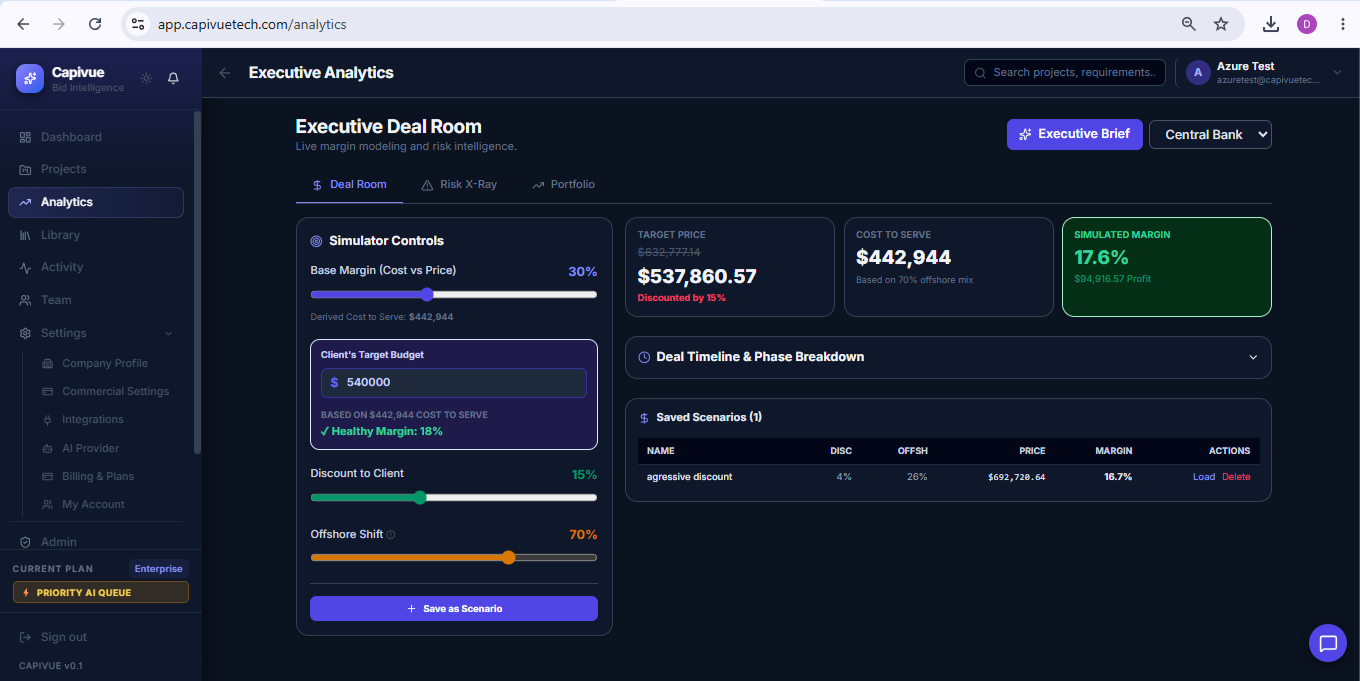 app.capivuetech.com/analytics
D
Capivue
Bid Intelligence
Executive Analytics
Search projects, requirements..
A
Azure Test
azuretest@capivuetec...
Dashboard
Projects
Analytics
Library
Activity
Team
Settings
Company Profile
Commercial Settings
Integrations
AI Provider
Billing & Plans
My Account
Admin
CURRENT PLAN Enterprise
PRIORITY AI QUEUE
Sign out
CAPIVUE v0.1
Executive Deal Room
Live margin modeling and risk intelligence.
Executive Brief
Central Bank
Deal Room Risk X-Ray Portfolio
Simulator Controls
Base Margin (Cost vs Price) 30%
Derived Cost to Serve: $442,944
Client's Target Budget
$ 540000
BASED ON $442,944 COST TO SERVE
✓ Healthy Margin: 18%
Discount to Client 15%
Offshore Shift 70%
+ Save as Scenario
TARGET PRICE
$632,777.14
$537,860.57
Discounted by 15%
COST TO SERVE
$442,944
Based on 70% offshore mix
SIMULATED MARGIN
17.6%
$94,916.57 Profit
Deal Timeline & Phase Breakdown
$ Saved Scenarios (1)
NAME DISC OFFSH PRICE MARGIN ACTIONS
agressive discount 4% 26% $692,720.64 16.7% Load Delete